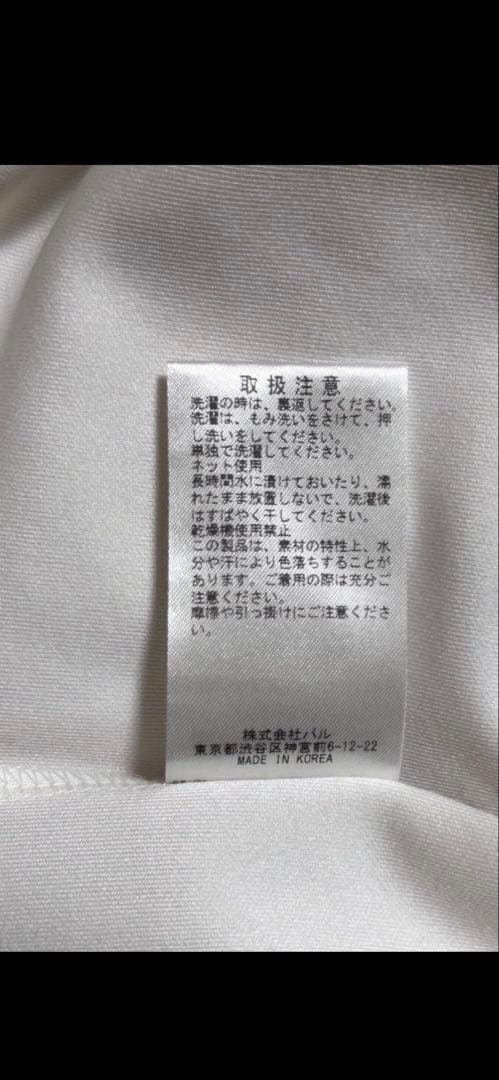 取扱注意
洗濯の時は、裏返してください。
洗濯は、もみ洗いをさけて、押
し洗いをしてください。
単独で洗濯してください。
ネット使用
長時間水に漬けておいたり、濡
れたまま放置しないで、洗濯後
はすばやく干してください。
乾燥機使用禁止
この製品は、素材の特性上、水
分や汗により色落ちすることが
あります。ご着用の際は充分ご
注意ください。
摩擦や引っ掛けにご注意くださ
い。
株式会社パル
東京都渋谷区神宮前6-12-22
MADE IN KOREA